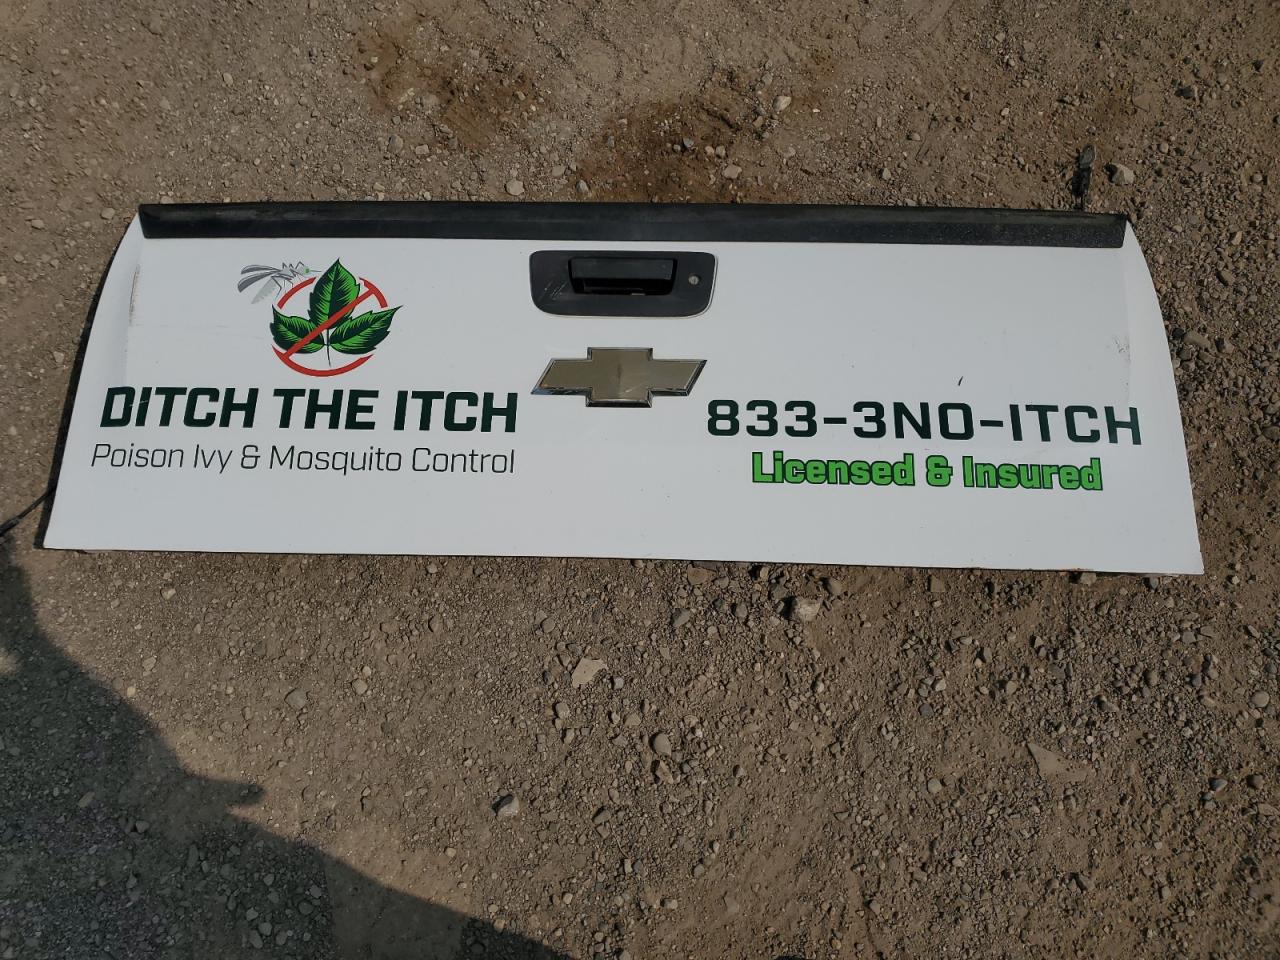 DITCH THE ITCH
Poison Ivy & Mosquito Control
833-3NO-ITCH
Licensed & Insured